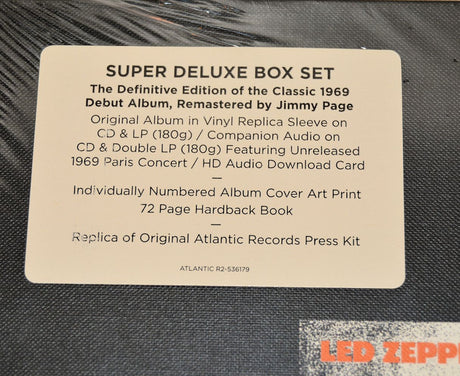 SUPER DELUXE BOX SET
The Definitive Edition of the Classic 1969
Debut Album, Remastered by Jimmy Page
Original Album in Vinyl Replica Sleeve on
CD & LP (180g) / Companion Audio on
CD & Double LP (180g) Featuring Unreleased
1969 Paris Concert / HD Audio Download Card
—
Individually Numbered Album Cover Art Print
72 Page Hardback Book
—
Replica of Original Atlantic Records Press Kit
ATLANTIC R2-536179
LED ZEPP